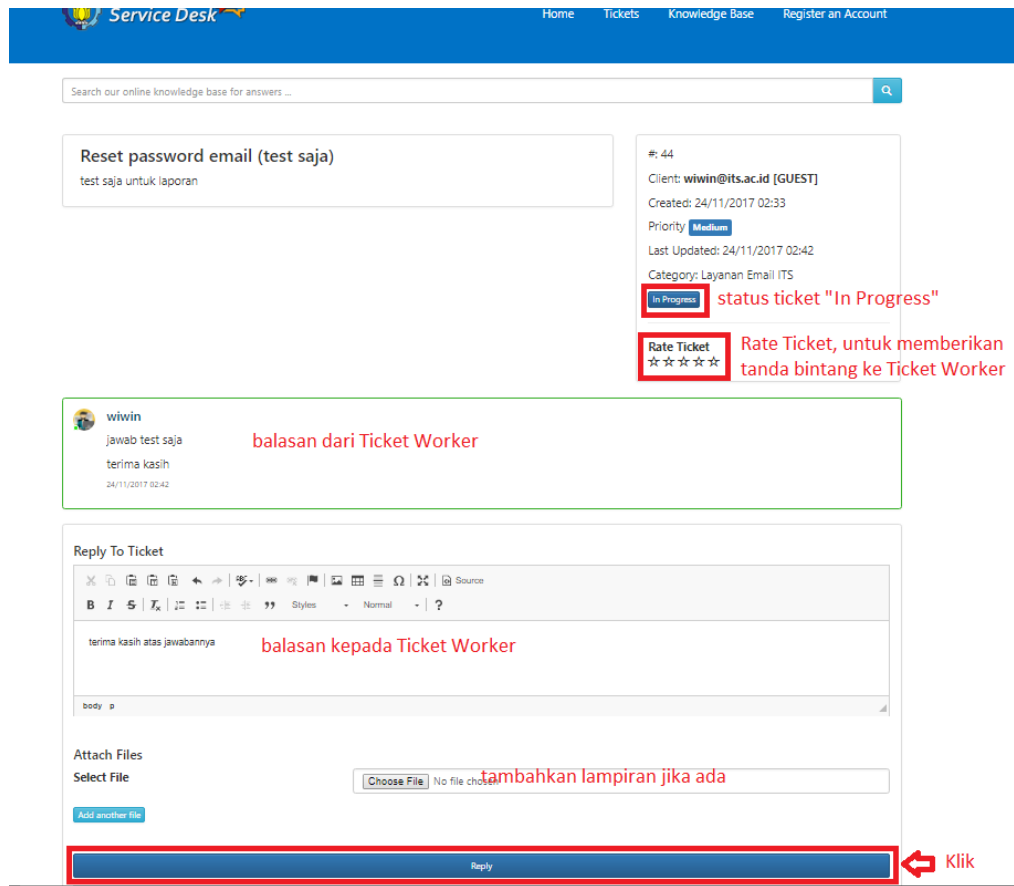 Service Desk
Home Tickets Knowledge Base Register an Account
Search our online knowledge base for answers ...
Reset password email (test saja)
test saja untuk laporan
#: 44
Client: wiwin@its.ac.id [GUEST]
Created: 24/11/2017 02:33
Priority Medium
Last Updated: 24/11/2017 02:42
Category: Layanan Email ITS
In Progress
status ticket "In Progress"
Rate Ticket
Rate Ticket, untuk memberikan
tanda bintang ke Ticket Worker
wiwin
jawab test saja
balasan dari Ticket Worker
terima kasih
24/11/2017 02:42
Reply To Ticket
Source
B I S Tx Styles Normal ?
terima kasih atas jawabannya
balasan kepada Ticket Worker
body p
Attach Files
Select File
Choose File No file chosen
tambahkan lampiran jika ada
Add another file
Reply
Klik